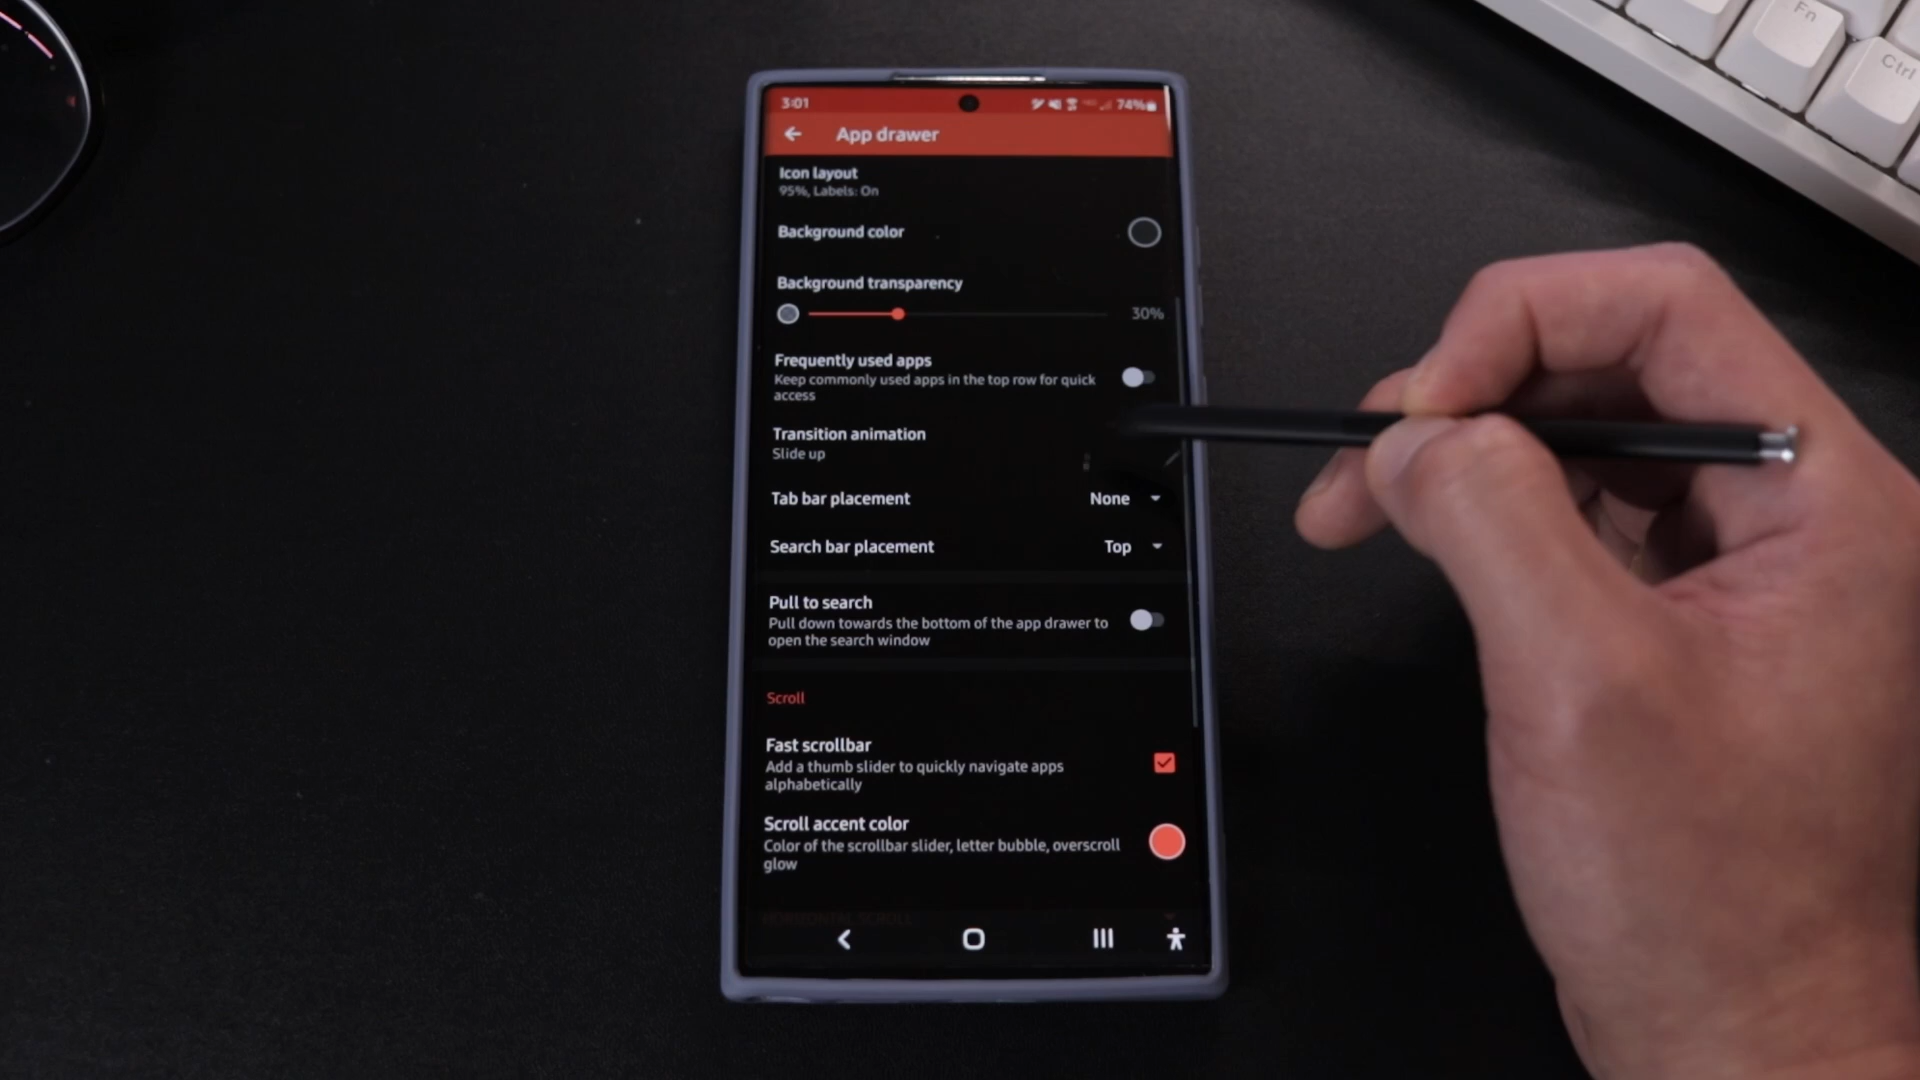 Fn
Ctrl
3:01
74%
App drawer
Icon layout
95%, Labels: On
Background color
Background transparency
30%
Frequently used apps
Keep commonly used apps in the top row for quick
access
Transition animation
Slide up
Tab bar placement
None
Search bar placement
Top
Pull to search
Pull down towards the bottom of the app drawer to
open the search window
Scroll
Fast scrollbar
Add a thumb slider to quickly navigate apps
alphabetically
Scroll accent color
Color of the scrollbar slider, letter bubble, overscroll
glow
HORIZONTAL SCROLL